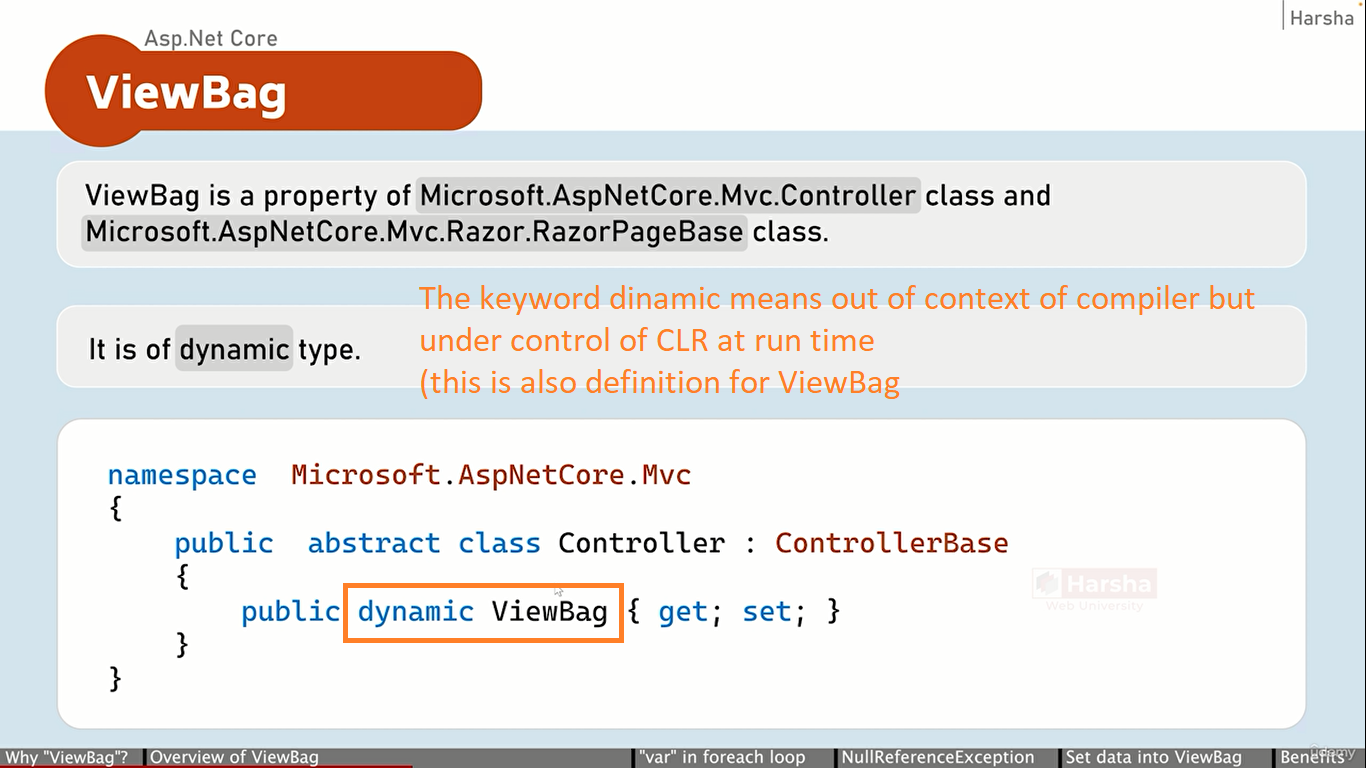 Harsha
Asp.Net Core
ViewBag
ViewBag is a property of Microsoft.AspNetCore.Mvc.Controller class and
Microsoft.AspNetCore.Mvc.Razor.RazorPageBase class.
The keyword dinamic means out of context of compiler but
under control of CLR at run time
(this is also definition for ViewBag
It is of dynamic type.
namespace Microsoft.AspNetCore.Mvc
{
public abstract class Controller : ControllerBase
{
public dynamic ViewBag { get; set; }
}
}
Harsha
Web University
Why "ViewBag"?
Overview of ViewBag
"var" in foreach loop
NullReferenceException
Set data into ViewBag
Benefits
ûdemy